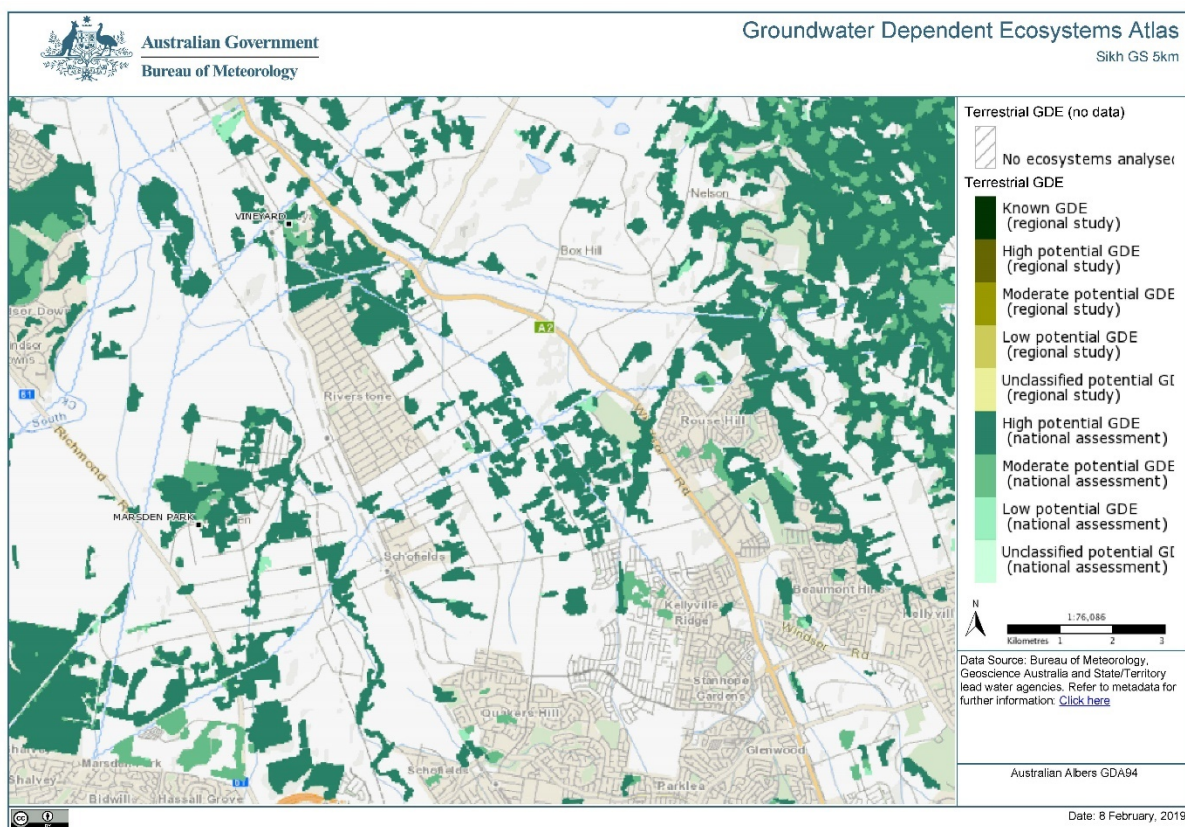 Australian Government
Bureau of Meteorology
Groundwater Dependent Ecosystems Atlas
Sikh GS 5km
VINEYARD
Nelson
Box Hill
A2
Riverstone
Rouse Hill
61
South
Richmond
MARSDEN PARK
Schofields
Beaumont Hills
Kellyville
Ridge
Windsor Rd
Stanhope
Gardens
Quakers Hill
Glenwood
Marsden Park
Shalvey
Bidwill
Hassall Grove
61
Schofields
Parklea
Terrestrial GDE (no data)
No ecosystems analysed
Terrestrial GDE
Known GDE
(regional study)
High potential GDE
(regional study)
Moderate potential GDE
(regional study)
Low potential GDE
(regional study)
Unclassified potential GD
(regional study)
High potential GDE
(national assessment)
Moderate potential GDE
(national assessment)
Low potential GDE
(national assessment)
Unclassified potential GD
(national assessment)
N
1:76,086
Kilometres 1 2 3
Data Source: Bureau of Meteorology,
Geoscience Australia and State/Territory
lead water agencies. Refer to metadata for
further information: Click here
Australian Albers GDA94
Date: 8 February, 2019
cc
BY